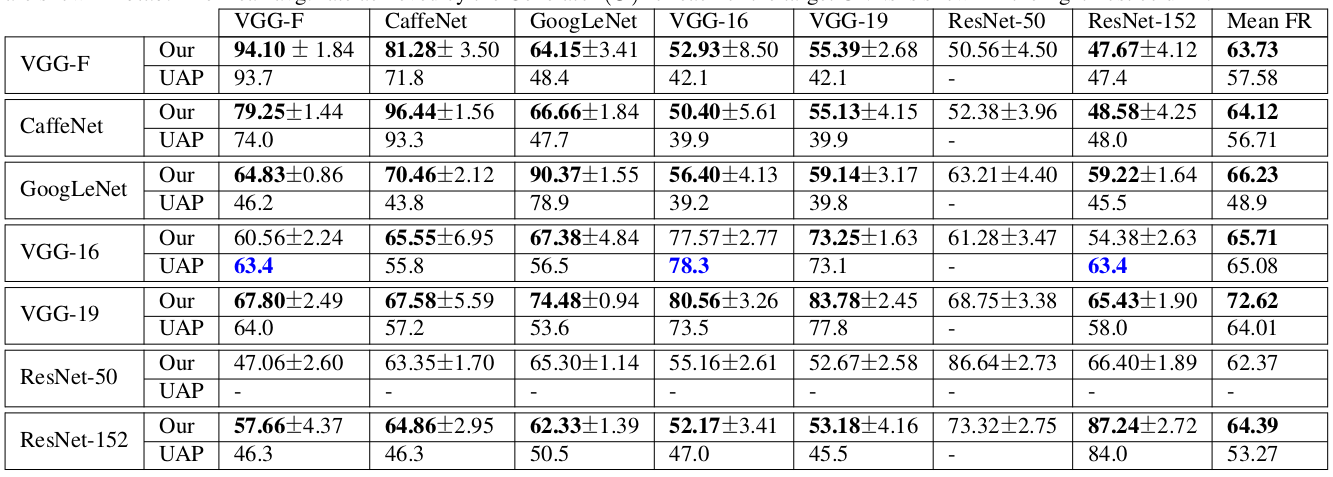 VGG-F CaffeNet GoogLeNet VGG-16 VGG-19 ResNet-50 ResNet-152 Mean FR
VGG-F Our 94.10 ± 1.84 81.28± 3.50 64.15±3.41 52.93±8.50 55.39±2.68 50.56±4.50 47.67±4.12 63.73
UAP 93.7 71.8 48.4 42.1 42.1 - 47.4 57.58
CaffeNet Our 79.25±1.44 96.44±1.56 66.66±1.84 50.40±5.61 55.13±4.15 52.38±3.96 48.58±4.25 64.12
UAP 74.0 93.3 47.7 39.9 39.9 - 48.0 56.71
GoogLeNet Our 64.83±0.86 70.46±2.12 90.37±1.55 56.40±4.13 59.14±3.17 63.21±4.40 59.22±1.64 66.23
UAP 46.2 43.8 78.9 39.2 39.8 - 45.5 48.9
VGG-16 Our 60.56±2.24 65.55±6.95 67.38±4.84 77.57±2.77 73.25±1.63 61.28±3.47 54.38±2.63 65.71
UAP 63.4 55.8 56.5 78.3 73.1 - 63.4 65.08
VGG-19 Our 67.80±2.49 67.58±5.59 74.48±0.94 80.56±3.26 83.78±2.45 68.75±3.38 65.43±1.90 72.62
UAP 64.0 57.2 53.6 73.5 77.8 - 58.0 64.01
ResNet-50 Our 47.06±2.60 63.35±1.70 65.30±1.14 55.16±2.61 52.67±2.58 86.64±2.73 66.40±1.89 62.37
UAP - - - - - - - -
ResNet-152 Our 57.66±4.37 64.86±2.95 62.33±1.39 52.17±3.41 53.18±4.16 73.32±2.75 87.24±2.72 64.39
UAP 46.3 46.3 50.5 47.0 45.5 - 84.0 53.27